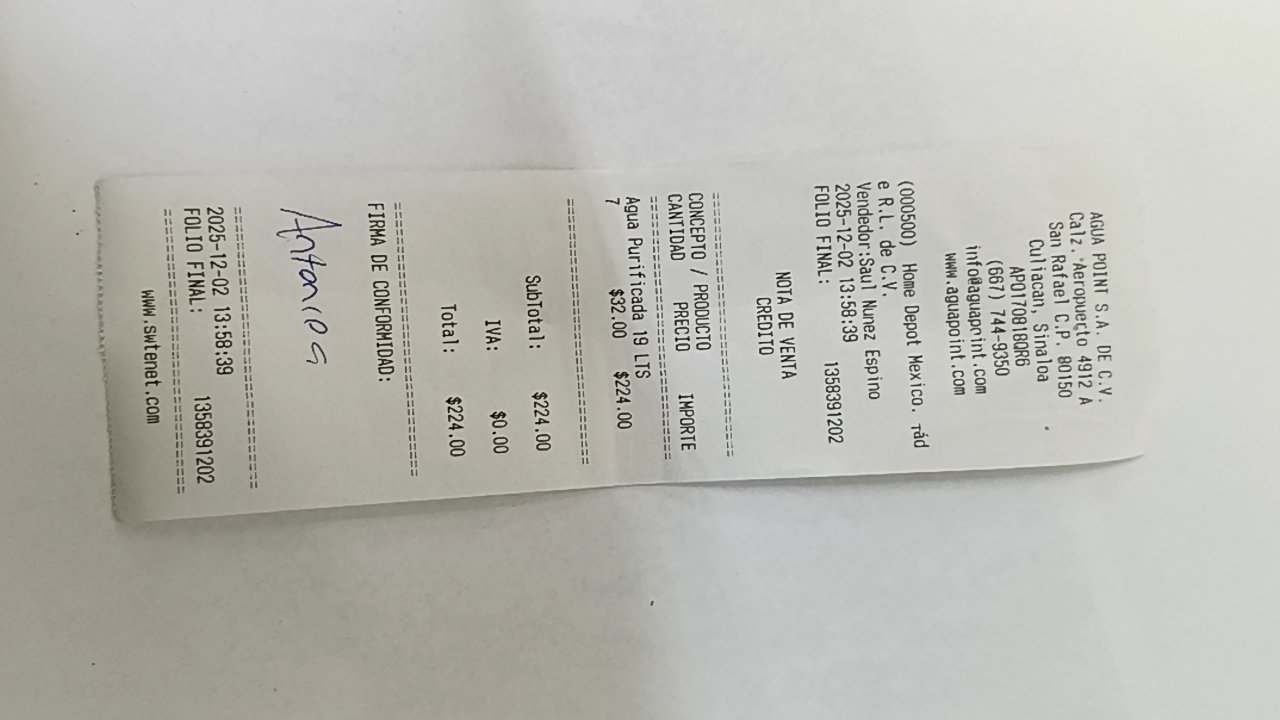 AGUA POINT S.A. DE C.V.
Calz. Aeropuerto 4912 A
San Rafael C.P. 80150
Culiacan, Sinaloa
APO170818QR6
(667) 744-9350
info@aguapoint.com
www.aguapoint.com
(000500) Home Depot Mexico, rád
e R.L. de C.V.
Vendedor:Saul Nunez Espino
2025-12-02 13:58:39
FOLIO FINAL: 1358391202
NOTA DE VENTA
CREDITO
CONCEPTO / PRODUCTO
CANTIDAD PRECIO IMPORTE
Agua Purificada 19 LTS
7 $32.00 $224.00
SubTotal: $224.00
IVA: $0.00
Total: $224.00
FIRMA DE CONFORMIDAD:
2025-12-02 13:58:39
FOLIO FINAL: 1358391202
www.swtenet.com